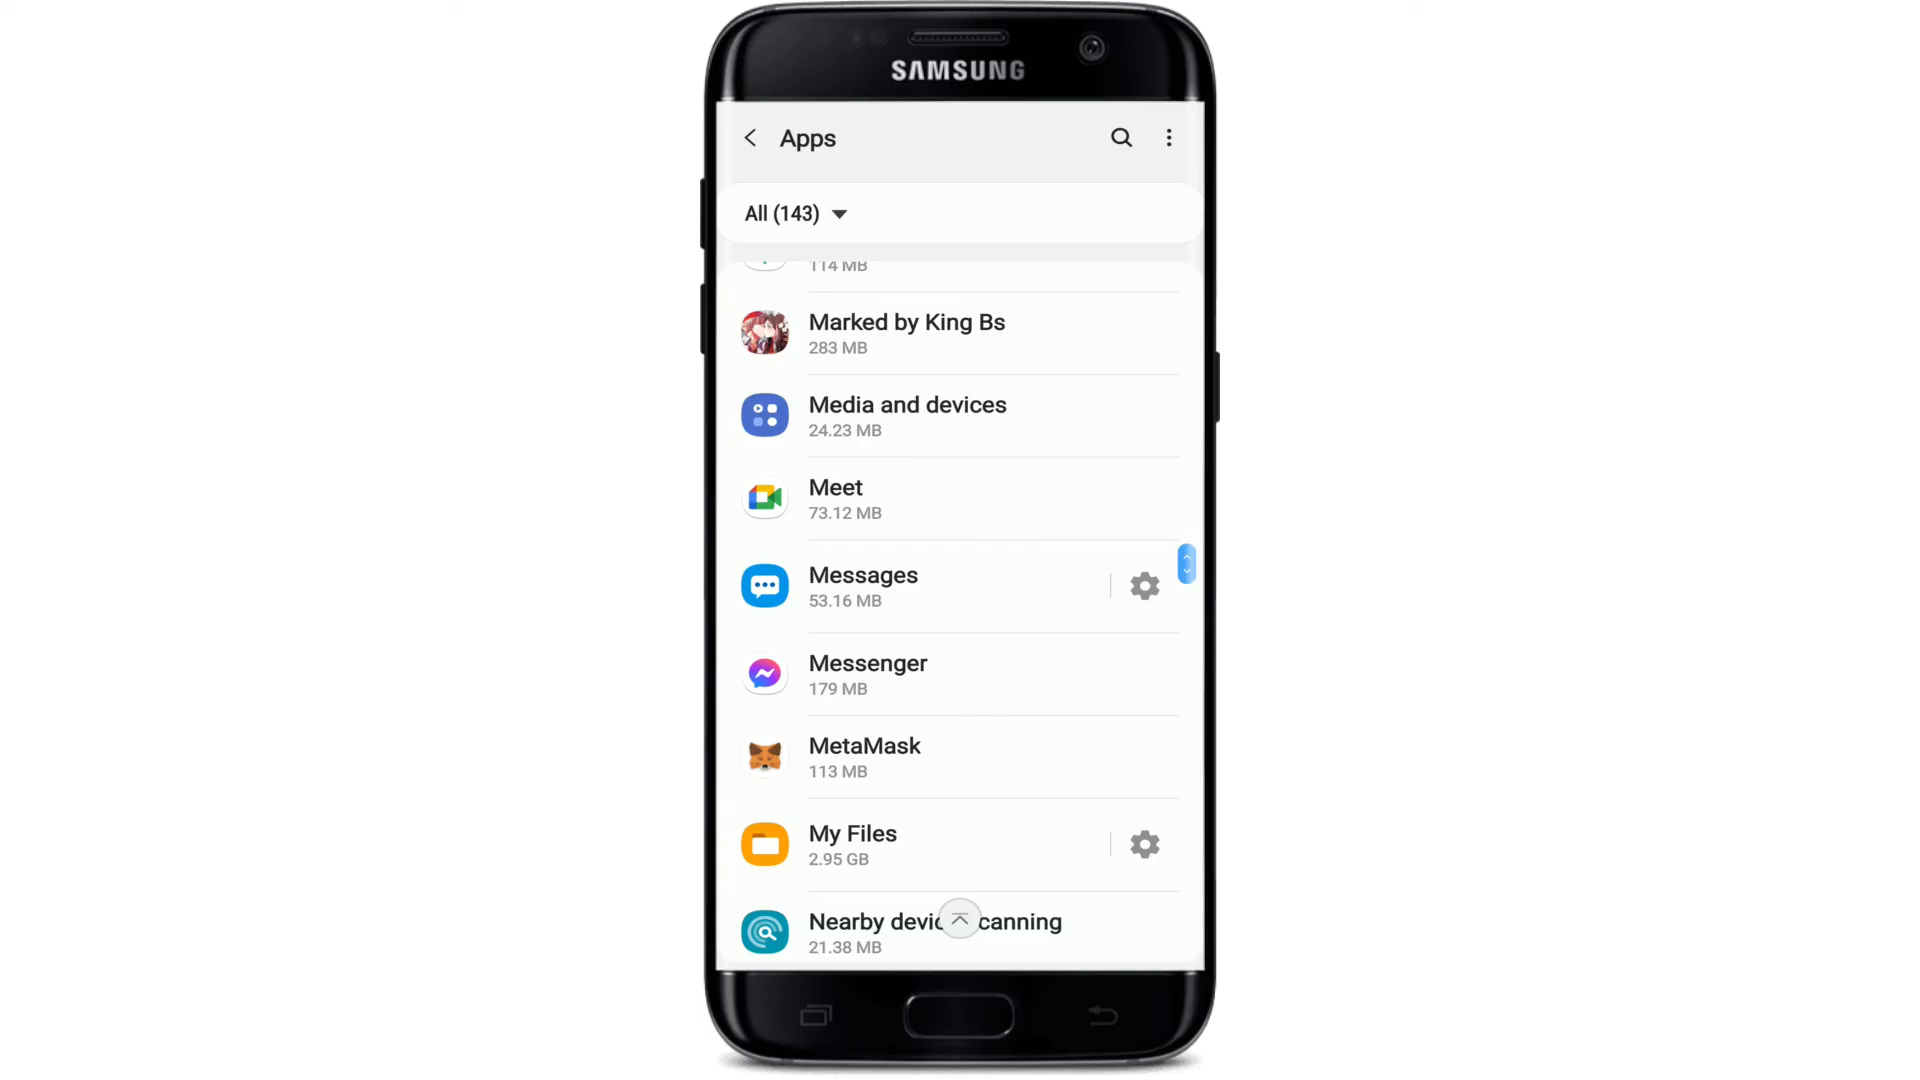 SAMSUNG
Apps
All (143)
114 MB
Marked by King Bs
283 MB
Media and devices
24.23 MB
Meet
73.12 MB
Messages
53.16 MB
Messenger
179 MB
MetaMask
113 MB
My Files
2.95 GB
Nearby devic canning
21.38 MB